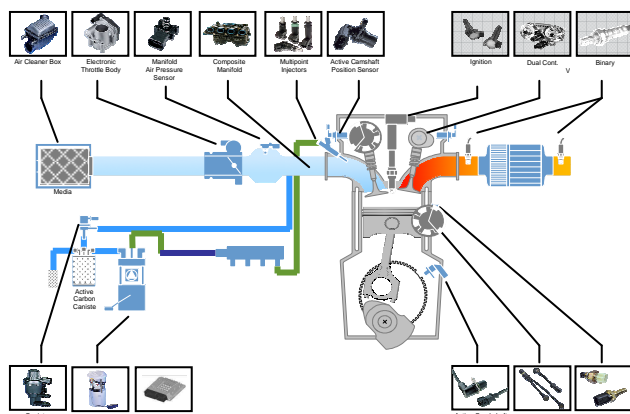 Air Cleaner Box
Electronic
Throttle Body
Manifold
Air Pressure
Sensor
Composite
Manifold
Multipoint
Injectors
Active Camshaft
Position Sensor
Ignition
Dual Cont.
V
Binary
Media
Active
Carbon
Caniste